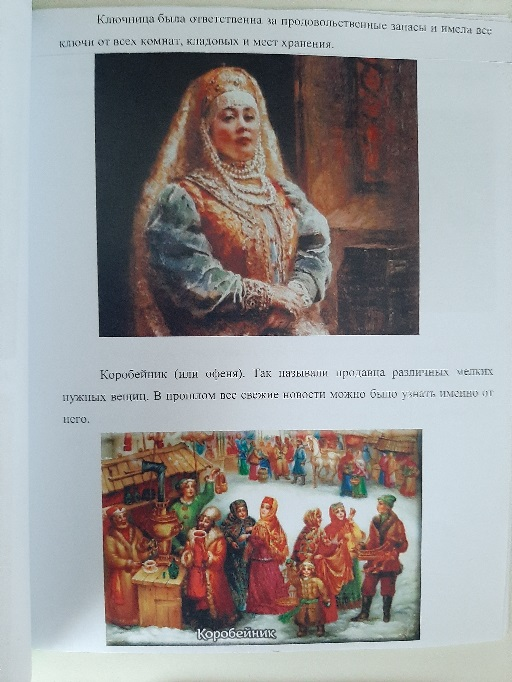 Ключница была ответственна за продовольственные запасы и имела все
ключи от всех комнат, кладовых и мест хранения.
Коробейник (или офеня). Так называли продавца различных мелких
нужных вещиц. В прошлом все свежие новости можно было узнать именно от
него.
Коробейник